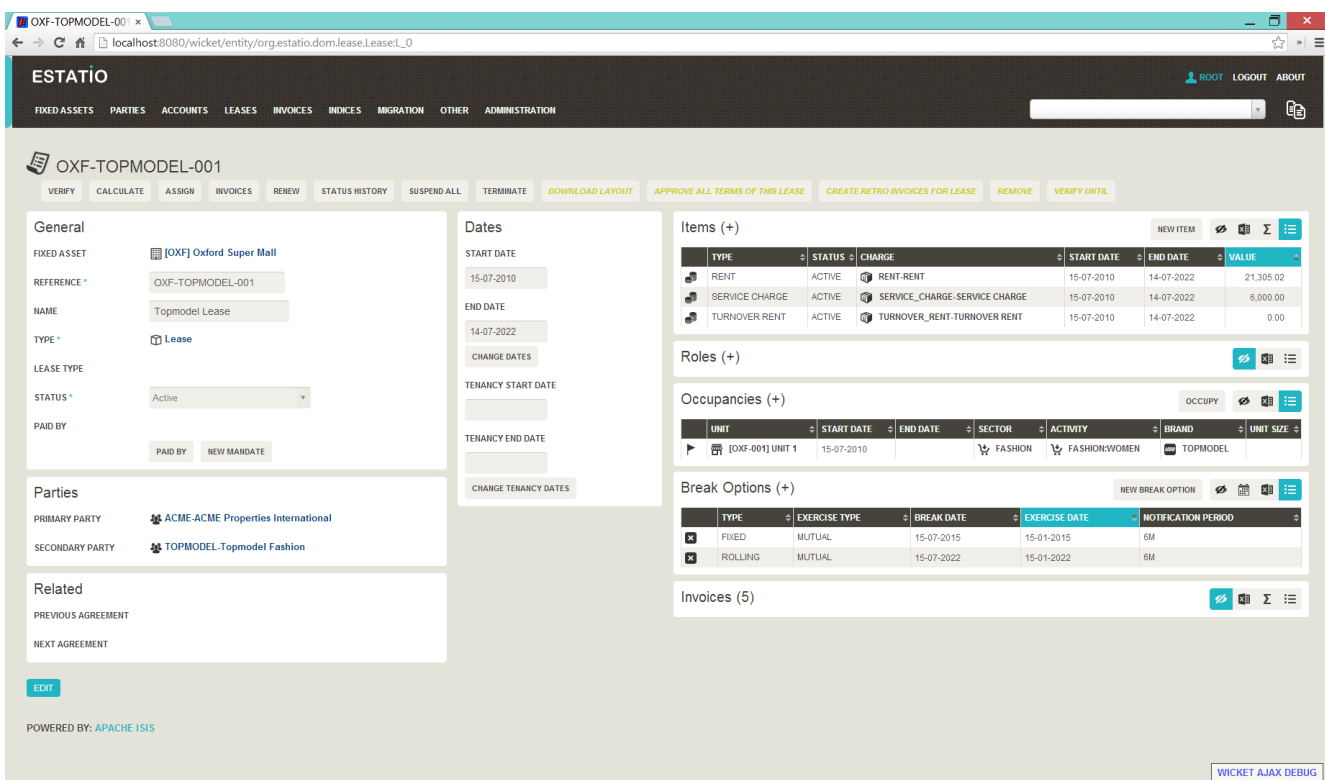 OXF-TOPMODEL-001 ×
localhost:8080/wicket/entity/org.estatio.dom.lease.Lease:L_0
ESTATIO
ROOT LOGOUT ABOUT
FIXED ASSETS PARTIES ACCOUNTS LEASES INVOICES INDICES MIGRATION OTHER ADMINISTRATION
OXF-TOPMODEL-001
VERIFY CALCULATE ASSIGN INVOICES RENEW STATUS HISTORY SUSPEND ALL TERMINATE DOWNLOAD LAYOUT APPROVE ALL TERMS OF THIS LEASE CREATE RETRO INVOICES FOR LEASE REMOVE VERIFY UNTIL
General
FIXED ASSET [OXF] Oxford Super Mall
REFERENCE * OXF-TOPMODEL-001
NAME Topmodel Lease
TYPE * Lease
LEASE TYPE
STATUS * Active
PAID BY
PAID BY NEW MANDATE
Parties
PRIMARY PARTY ACME-ACME Properties International
SECONDARY PARTY TOPMODEL-Topmodel Fashion
Related
PREVIOUS AGREEMENT
NEXT AGREEMENT
EDIT
POWERED BY: APACHE ISIS
Dates
START DATE
15-07-2010
END DATE
14-07-2022
CHANGE DATES
TENANCY START DATE
TENANCY END DATE
CHANGE TENANCY DATES
Items (+) NEW ITEM Σ
TYPE STATUS CHARGE START DATE END DATE VALUE
RENT ACTIVE RENT-RENT 15-07-2010 14-07-2022 21,305.02
SERVICE CHARGE ACTIVE SERVICE_CHARGE-SERVICE CHARGE 15-07-2010 14-07-2022 6,000.00
TURNOVER RENT ACTIVE TURNOVER_RENT-TURNOVER RENT 15-07-2010 14-07-2022 0.00
Roles (+)
Occupancies (+) OCCUPY
UNIT START DATE END DATE SECTOR ACTIVITY BRAND UNIT SIZE
[OXF-001] UNIT 1 15-07-2010 FASHION FASHION:WOMEN TOPMODEL
Break Options (+) NEW BREAK OPTION
TYPE EXERCISE TYPE BREAK DATE EXERCISE DATE NOTIFICATION PERIOD
FIXED MUTUAL 15-07-2015 15-01-2015 6M
ROLLING MUTUAL 15-07-2022 15-01-2022 6M
Invoices (5) Σ
WICKET AJAX DEBUG